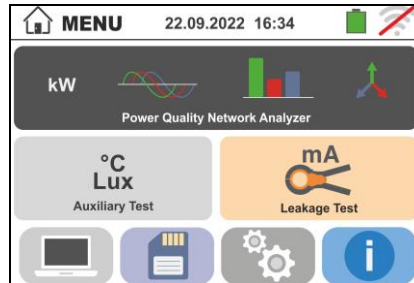 MENU 22.09.2022 16:34
kW
Power Quality Network Analyzer
°C
Lux
Auxiliary Test
mA
Leakage Test
i